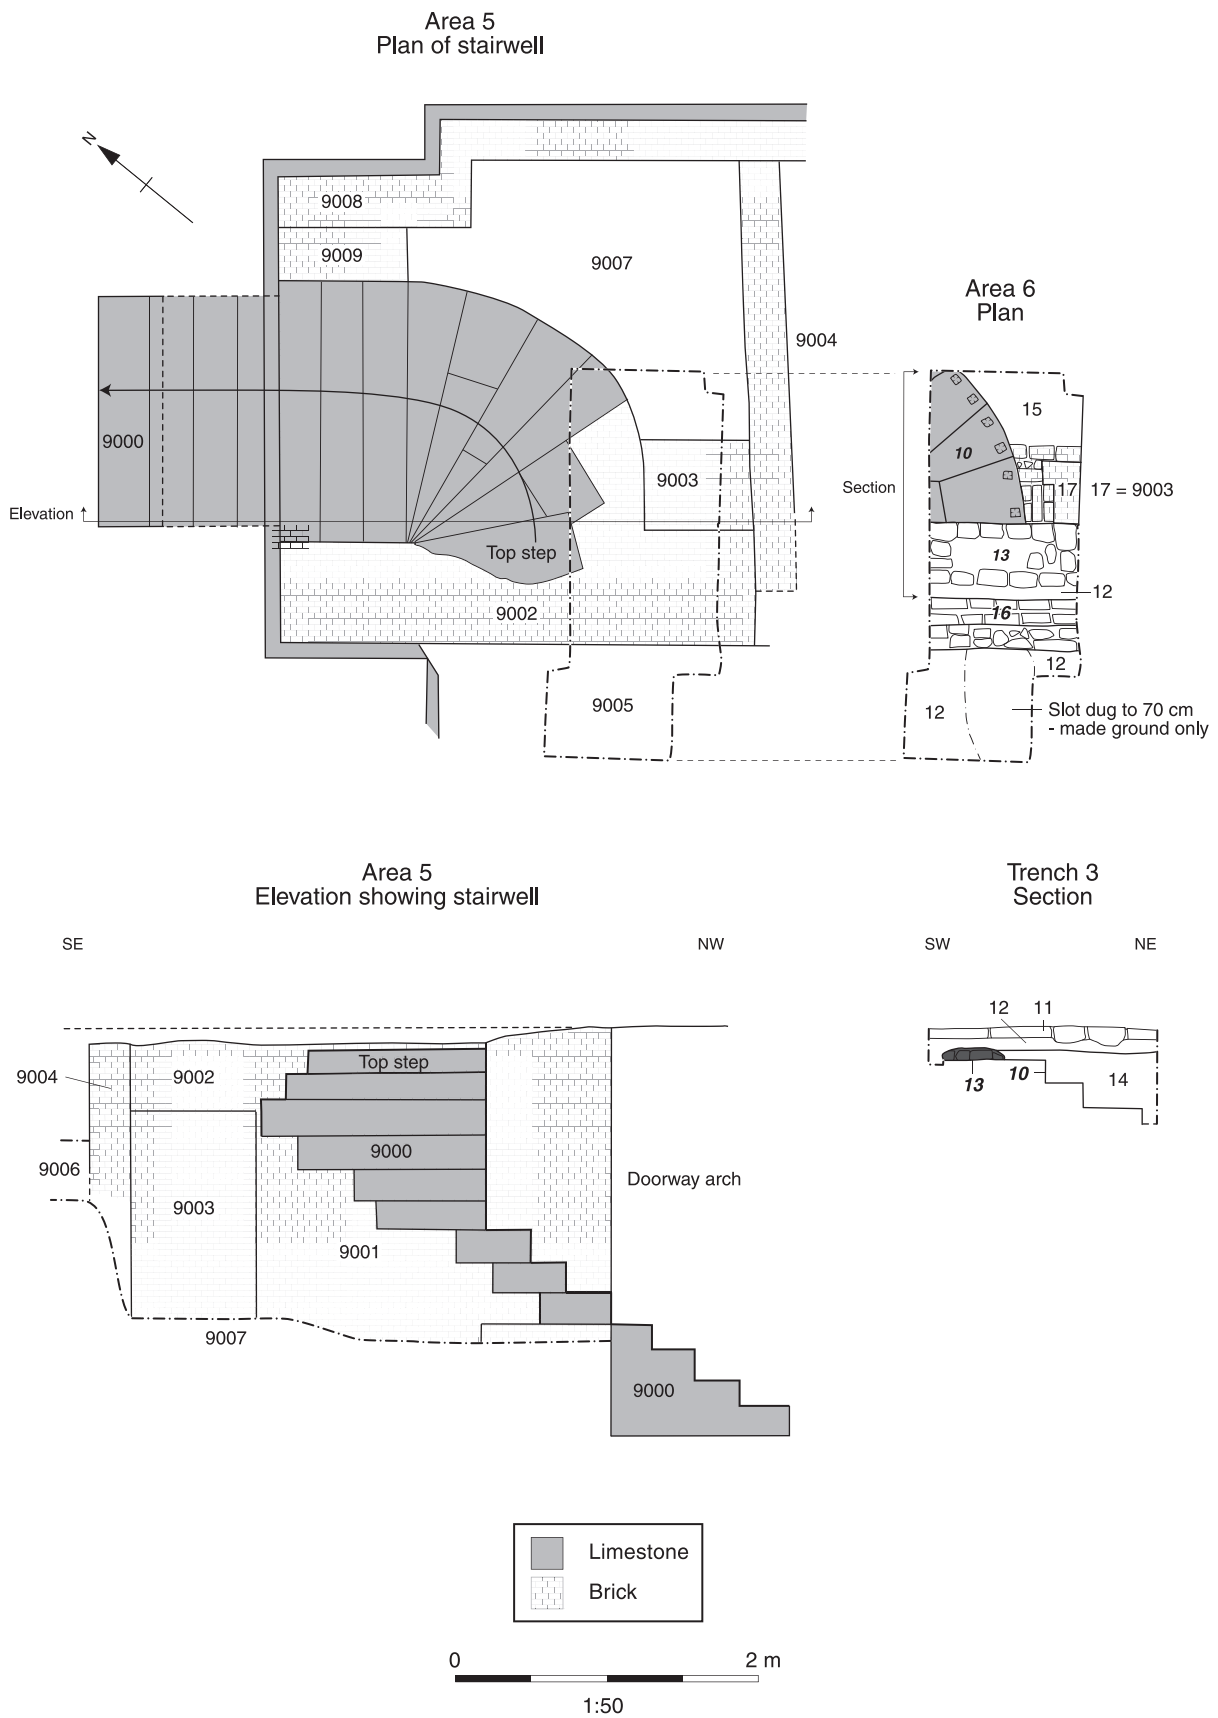 Area 5
Plan of stairwell
N
9008
9009
9007
9004
9000
9003
Elevation
Top step
9002
9005
Area 6
Plan
15
10
Section
17
17 = 9003
13
12
16
12
12
Slot dug to 70 cm
- made ground only
Area 5
Elevation showing stairwell
SE
NW
9004
9002
Top step
9000
9006
9003
9001
Doorway arch
9007
9000
Trench 3
Section
SW
NE
12
11
13
10
14
Limestone
Brick
0
2 m
1:50